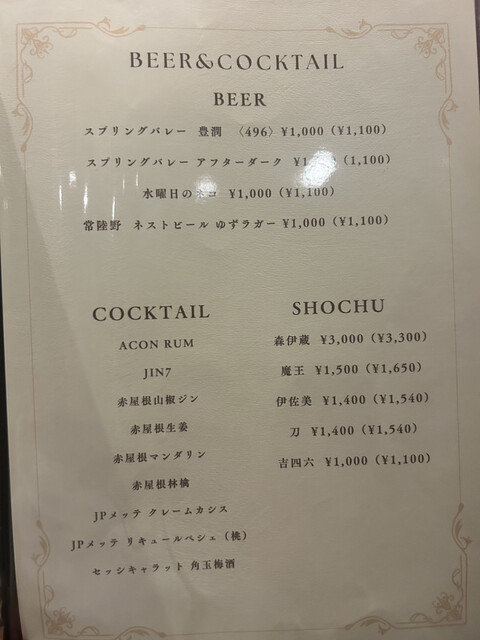 BEER&COCKTAIL
BEER
スプリングバレー 豊潤 〈496〉 ¥1,000（¥1,100）
スプリングバレー アフターダーク （1,100）
水曜日のネコ ¥1,000（¥1,100）
常陸野 ネストビール ゆずラガー ¥1,000（¥1,100）
COCKTAIL
ACON RUM
JIN7
赤屋根山椒ジン
赤屋根生姜
赤屋根マンダリン
赤屋根林檎
JPメッテ クレームカシス
JPメッテ リキュールペシェ（桃）
セッシキャラット 角玉梅酒
SHOCHU
森伊蔵 ¥3,000（¥3,300）
魔王 ¥1,500（¥1,650）
伊佐美 ¥1,400（¥1,540）
刀 ¥1,400（¥1,540）
吉四六 ¥1,000（¥1,100）